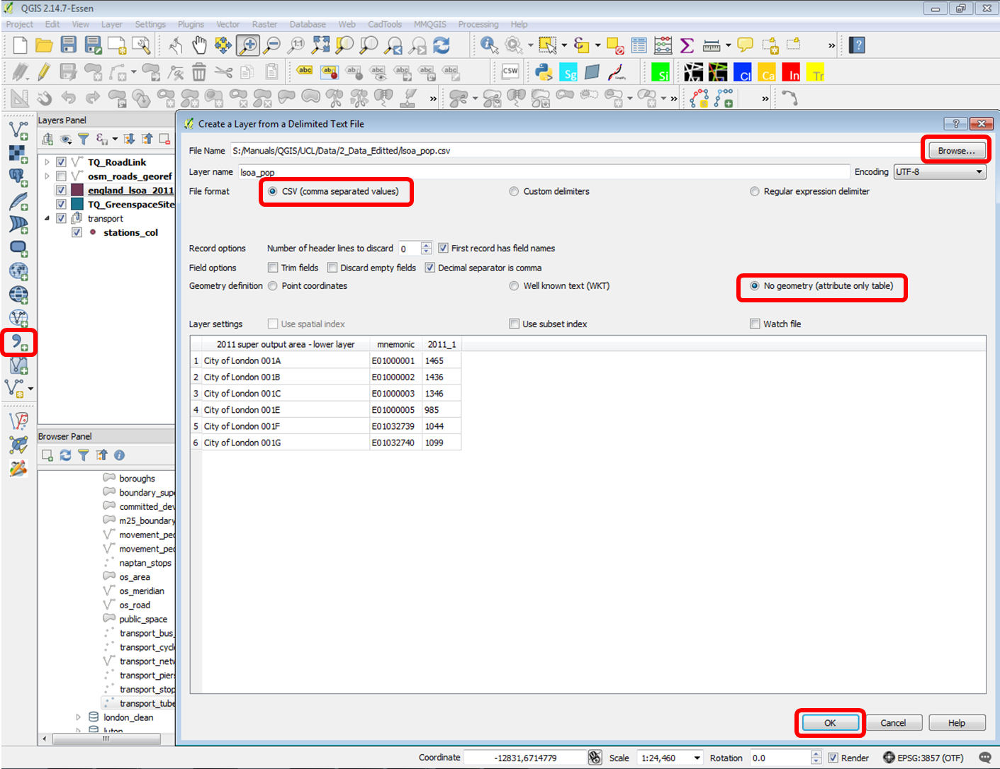 QGIS 2.14.7-Essen
Project Edit View Layer Settings Plugins Vector Raster Database Web CadTools MMQGIS Processing Help
1:1
abc abc abc abc abc abc abc CSW Sg Si Cl Ca In Tr
Layers Panel
TQ_RoadLink
osm_roads_georef
england_lsoa_2011
TQ_GreenspaceSite
transport
stations_col
Browser Panel
boroughs
boundary_supe
committed_dev
m25_boundary
movement_ped
movement_ped
naptan_stops
os_area
os_meridian
os_road
public_space
transport_bus_
transport_cycle
transport_netw
transport_piers
transport_stop
transport_tube
london_clean
luton
Create a Layer from a Delimited Text File
File Name S:/Manuals/QGIS/UCL/Data/2_Data_Editted/lsoa_pop.csv Browse...
Layer name lsoa_pop Encoding UTF-8
File format CSV (comma separated values) Custom delimiters Regular expression delimiter
Record options Number of header lines to discard 0 First record has field names
Field options Trim fields Discard empty fields Decimal separator is comma
Geometry definition Point coordinates Well known text (WKT) No geometry (attribute only table)
Layer settings Use spatial index Use subset index Watch file
2011 super output area - lower layer mnemonic 2011_1
1 City of London 001A E01000001 1465
2 City of London 001B E01000002 1436
3 City of London 001C E01000003 1346
4 City of London 001E E01000005 985
5 City of London 001F E01032739 1044
6 City of London 001G E01032740 1099
OK Cancel Help
Coordinate -12831,6714779 Scale 1:24,460 Rotation 0.0 Render EPSG:3857 (OTF)